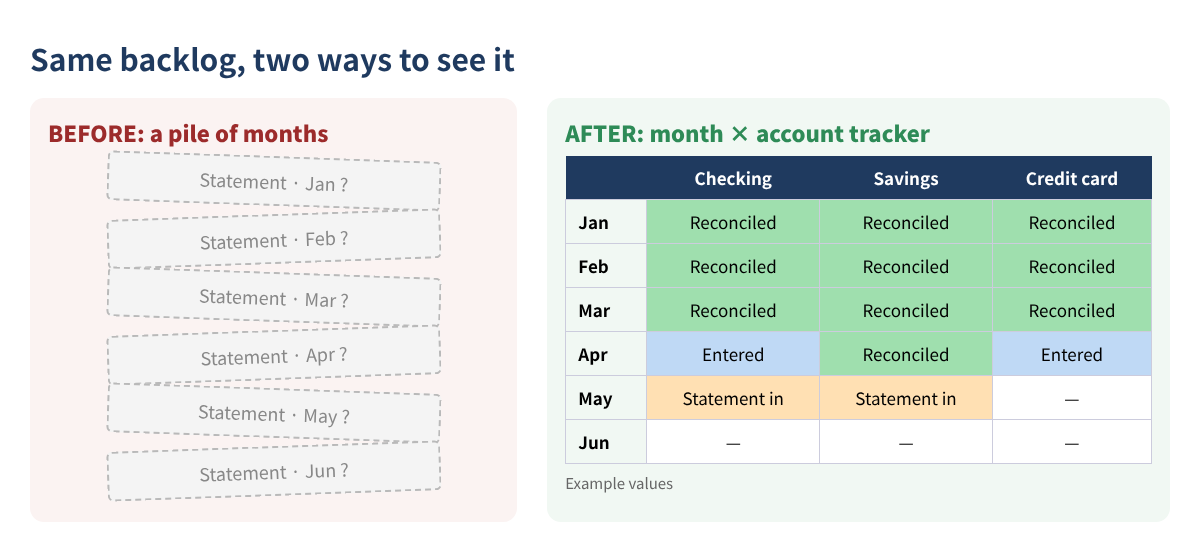 Same backlog, two ways to see it
BEFORE: a pile of months
Statement · Jan ?
Statement · Feb ?
Statement · Mar ?
Statement · Apr ?
Statement · May ?
Statement · Jun ?
AFTER: month × account tracker
Checking Savings Credit card
Jan Reconciled Reconciled Reconciled
Feb Reconciled Reconciled Reconciled
Mar Reconciled Reconciled Reconciled
Apr Entered Reconciled Entered
May Statement in Statement in —
Jun — — —
Example values